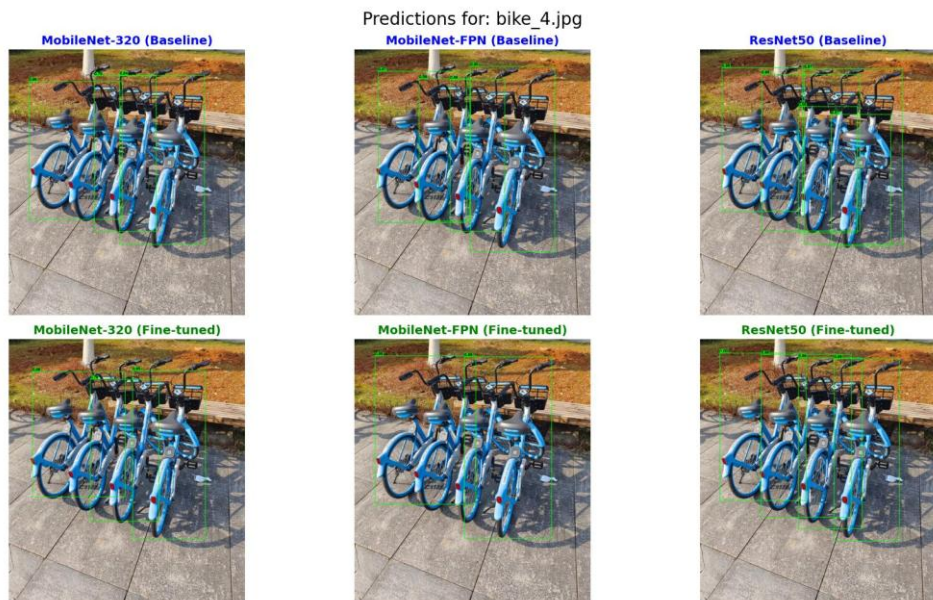 Predictions for: bike_4.jpg
MobileNet-320 (Baseline)
MobileNet-FPN (Baseline)
ResNet50 (Baseline)
MobileNet-320 (Fine-tuned)
MobileNet-FPN (Fine-tuned)
ResNet50 (Fine-tuned)